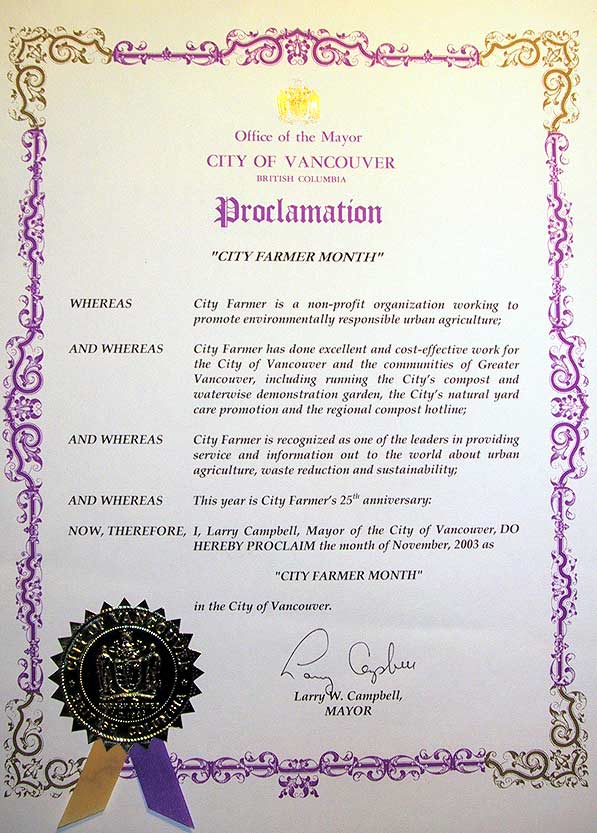 Office of the Mayor
CITY OF VANCOUVER
BRITISH COLUMBIA
Proclamation
"CITY FARMER MONTH"
WHEREAS City Farmer is a non-profit organization working to
promote environmentally responsible urban agriculture;
AND WHEREAS City Farmer has done excellent and cost-effective work for
the City of Vancouver and the communities of Greater
Vancouver, including running the City's compost and
waterwise demonstration garden, the City's natural yard
care promotion and the regional compost hotline;
AND WHEREAS City Farmer is recognized as one of the leaders in providing
service and information out to the world about urban
agriculture, waste reduction and sustainability;
AND WHEREAS This year is City Farmer's 25th anniversary:
NOW, THEREFORE, I, Larry Campbell, Mayor of the City of Vancouver, DO
HEREBY PROCLAIM the month of November, 2003 as
"CITY FARMER MONTH"
in the City of Vancouver.
Larry Campbell
Larry W. Campbell,
MAYOR
CITY OF VANCOUVER